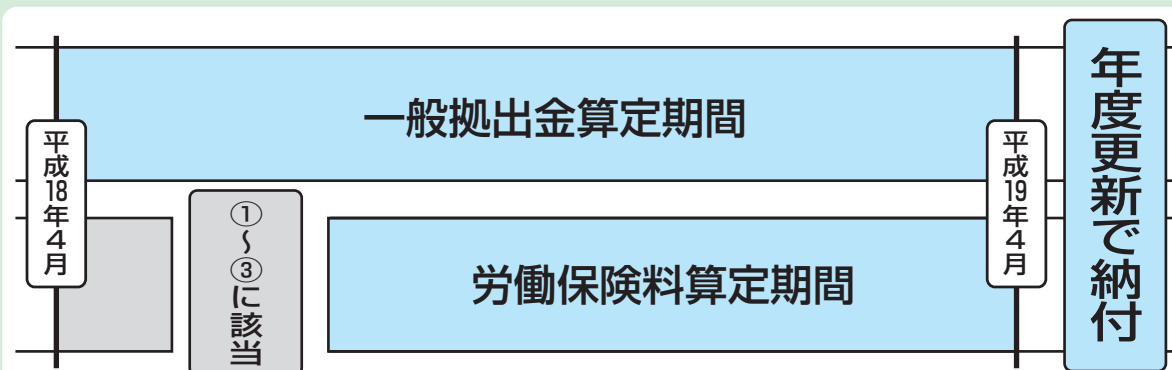 一般拠出金算定期間
平成18年4月
平成19年4月
年度更新で納付
①~③に該当
労働保険料算定期間